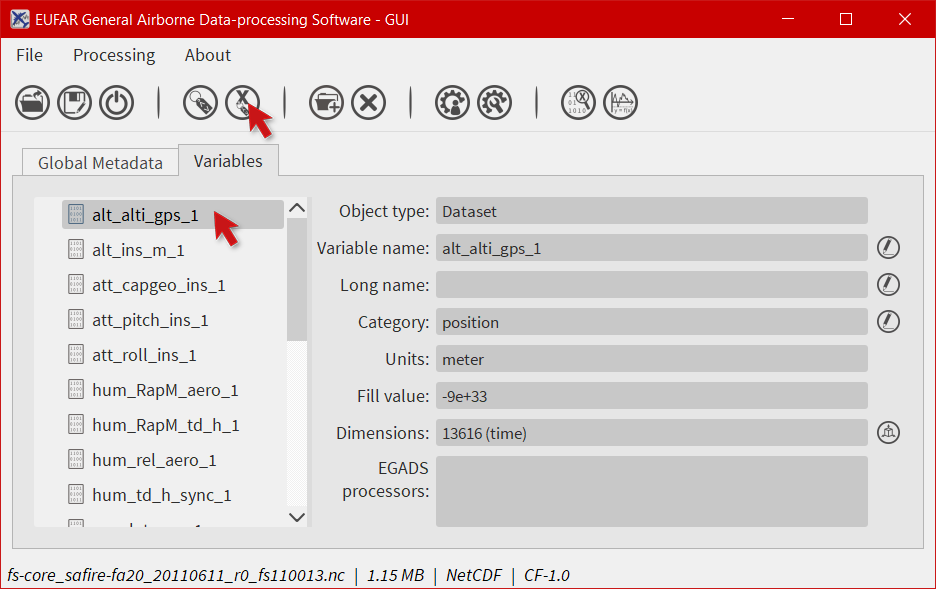 EUFAR General Airborne Data-processing Software - GUI
File Processing About
Global Metadata Variables
alt_alti_gps_1
alt_ins_m_1
att_capgeo_ins_1
att_pitch_ins_1
att_roll_ins_1
hum_RapM_aero_1
hum_RapM_td_h_1
hum_rel_aero_1
hum_td_h_sync_1
Object type: Dataset
Variable name: alt_alti_gps_1
Long name:
Category: position
Units: meter
Fill value: -9e+33
Dimensions: 13616 (time)
EGADS
processors:
fs-core_safire-fa20_20110611_r0_fs110013.nc | 1.15 MB | NetCDF | CF-1.0